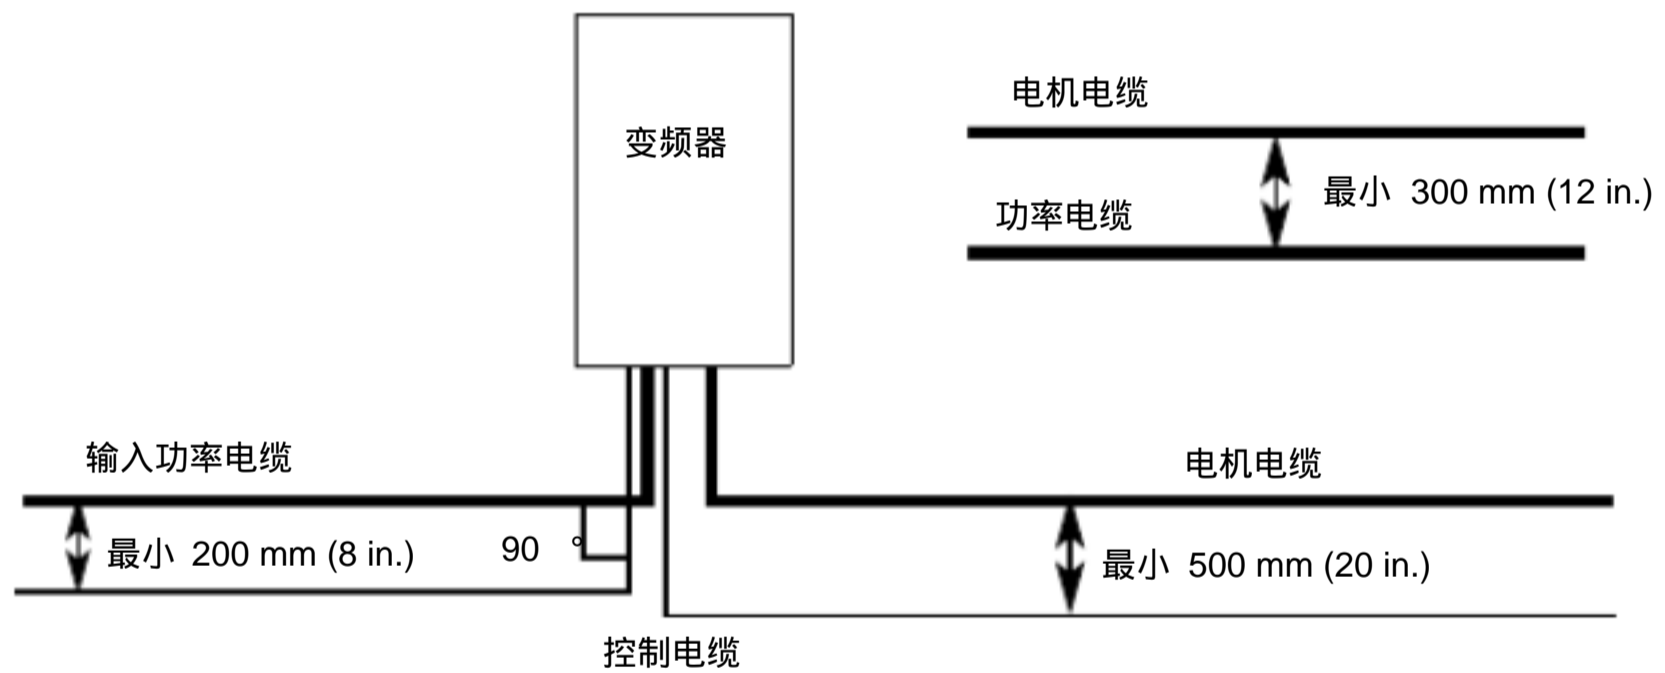 电机电缆
变频器
最小 300 mm (12 in.)
功率电缆
输入功率电缆
电机电缆
最小 200 mm (8 in.)
90 °
最小 500 mm (20 in.)
控制电缆